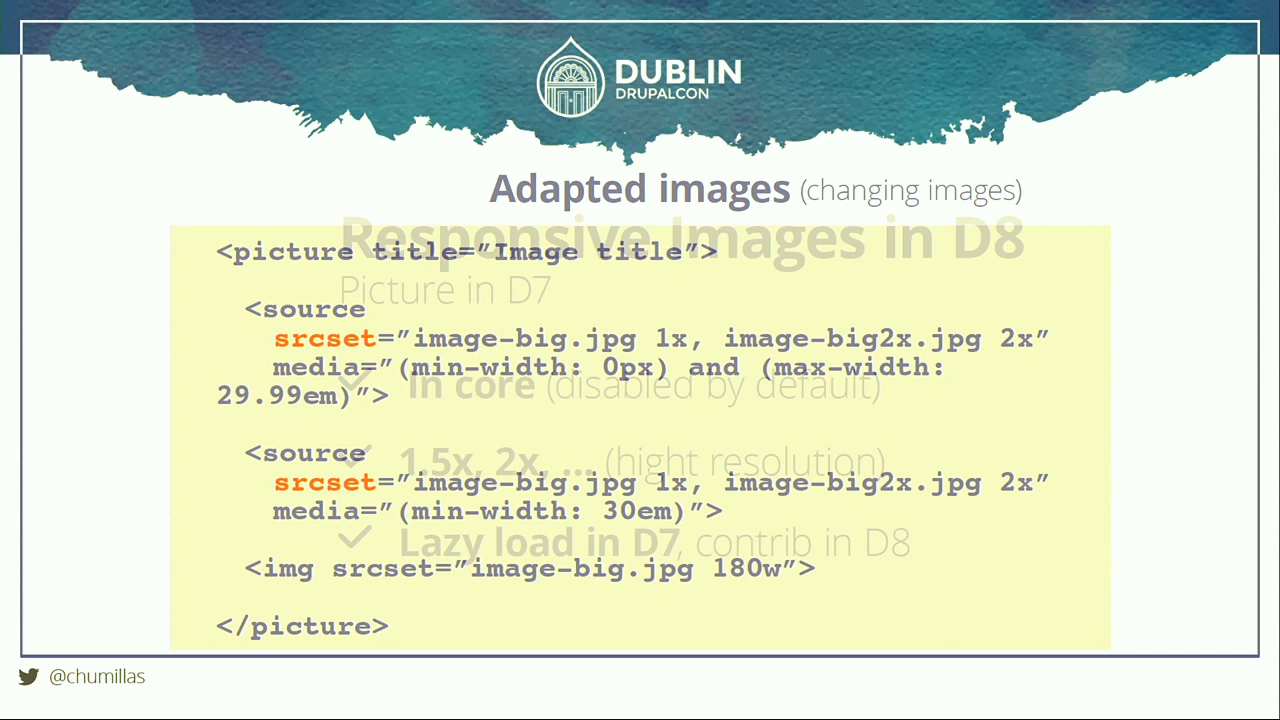 DUBLIN
DRUPALCON
Adapted images (changing images)
Responsive Images in D8
<picture title=”Image title”>
Picture in D7
<source
srcset=”image-big.jpg 1x, image-big2x.jpg 2x”
media=”(min-width: 0px) and (max-width:
In core (disabled by default)
29.99em)”>
<source
1.5x, 2x, ... (hight resolution)
srcset=”image-big.jpg 1x, image-big2x.jpg 2x”
media=”(min-width: 30em)”>
Lazy load in D7, contrib in D8
<img srcset=”image-big.jpg 180w”>
</picture>
@chumillas